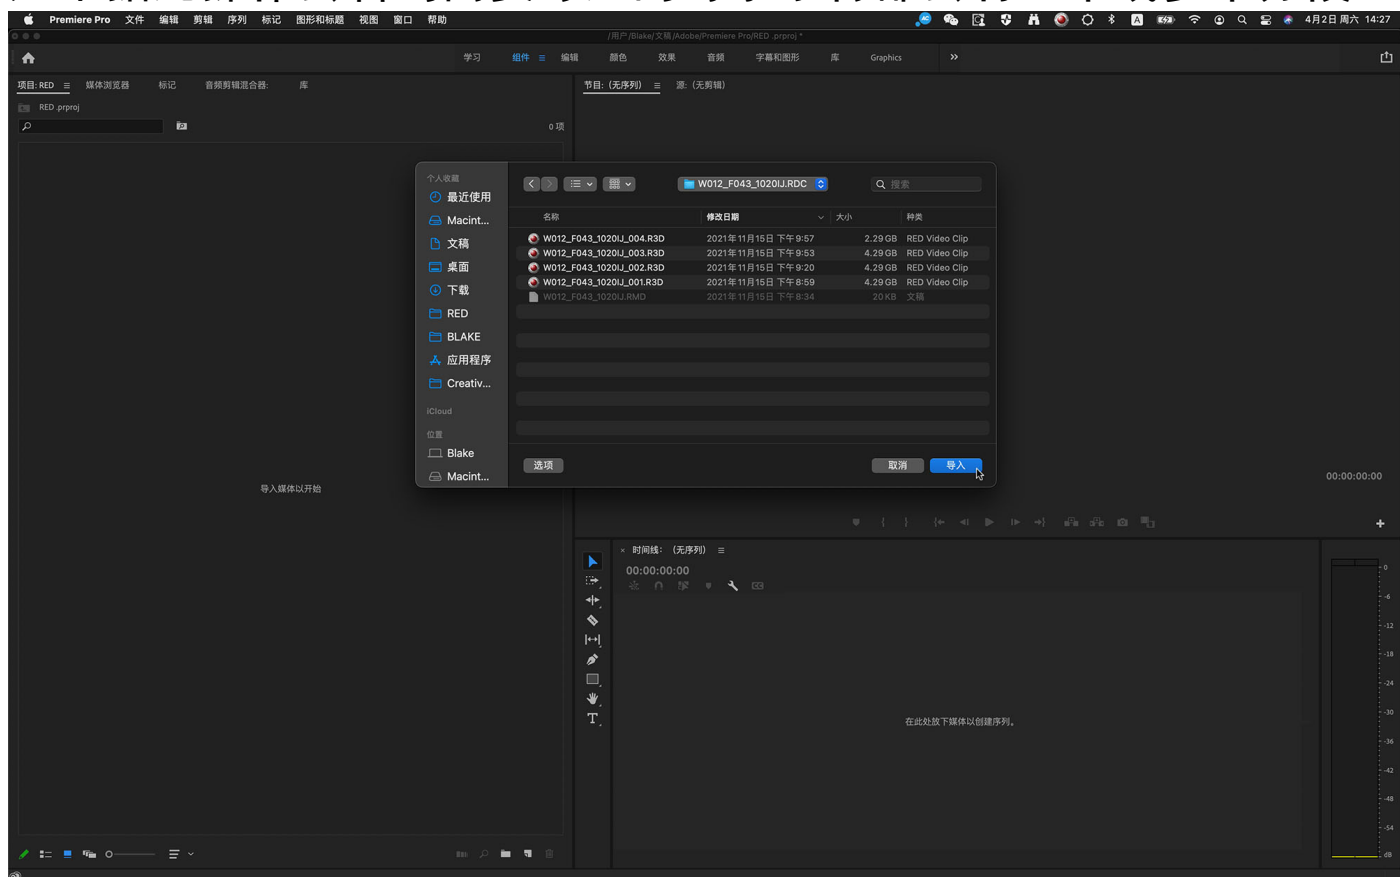 Premiere Pro 文件 编辑 剪辑 序列 标记 图形和标题 视图 窗口 帮助
4月2日 周六 14:27
/用户/Blake/文稿/Adobe/Premiere Pro/RED .prproj *
学习 组件 编辑 颜色 效果 音频 字幕和图形 库 Graphics
项目: RED 媒体浏览器 标记 音频剪辑混合器: 库
节目: (无序列) 源: (无剪辑)
RED .prproj
0 项
个人收藏
最近使用
Macint...
文稿
桌面
下载
RED
BLAKE
应用程序
Creativ...
iCloud
位置
Blake
Macint...
W012_F043_1020IJ.RDC
搜索
名称 修改日期 大小 种类
W012_F043_1020IJ_004.R3D 2021年11月15日 下午9:57 2.29 GB RED Video Clip
W012_F043_1020IJ_003.R3D 2021年11月15日 下午9:53 4.29 GB RED Video Clip
W012_F043_1020IJ_002.R3D 2021年11月15日 下午9:20 4.29 GB RED Video Clip
W012_F043_1020IJ_001.R3D 2021年11月15日 下午8:59 4.29 GB RED Video Clip
W012_F043_1020IJ.RMD 2021年11月15日 下午8:34 20 KB 文稿
选项 取消 导入
导入媒体以开始
00:00:00:00
× 时间线: (无序列)
00:00:00:00
在此处放下媒体以创建序列。
0
-6
-12
-18
-24
-30
-36
-42
-48
-54
dB